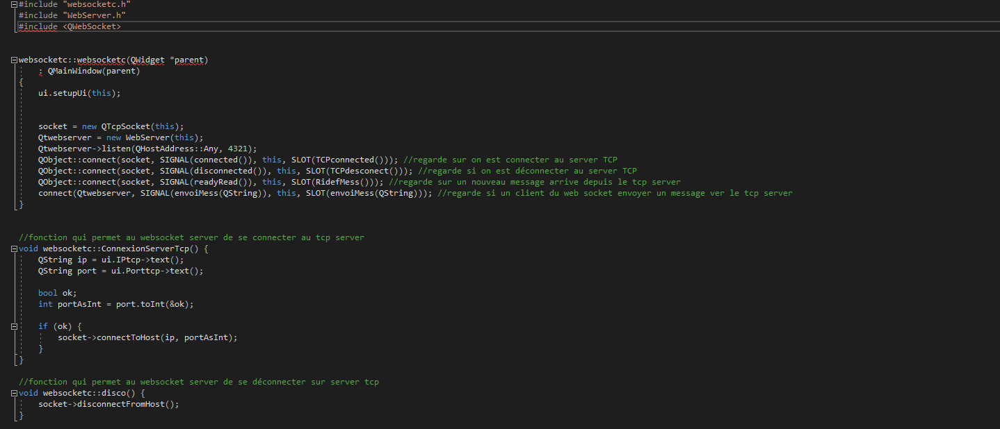 #include "websocketc.h"
#include "WebServer.h"
#include <QWebSocket>
websocketc::websocketc(QWidget *parent)
: QMainWindow(parent)
{
ui.setupUi(this);
socket = new QTcpSocket(this);
Qtwebserver = new WebServer(this);
Qtwebserver->listen(QHostAddress::Any, 4321);
QObject::connect(socket, SIGNAL(connected()), this, SLOT(TCPconnected())); //regarde sur on est connecter au server TCP
QObject::connect(socket, SIGNAL(disconnected()), this, SLOT(TCPdesconect())); //regarde si on est déconnecter au server TCP
QObject::connect(socket, SIGNAL(readyRead()), this, SLOT(RidefMess())); //regarde sur un nouveau message arrive depuis le tcp server
connect(Qtwebserver, SIGNAL(envoiMess(QString)), this, SLOT(envoiMess(QString))); //regarde si un client du web socket envoyer un message ver le tcp server
}
//fonction qui permet au websocket server de se connecter au tcp server
void websocketc::ConnexionServerTcp() {
QString ip = ui.IPtcp->text();
QString port = ui.Porttcp->text();
bool ok;
int portAsInt = port.toInt(&ok);
if (ok) {
socket->connectToHost(ip, portAsInt);
}
}
//fonction qui permet au websocket server de se déconnecter sur server tcp
void websocketc::disco() {
socket->disconnectFromHost();
}